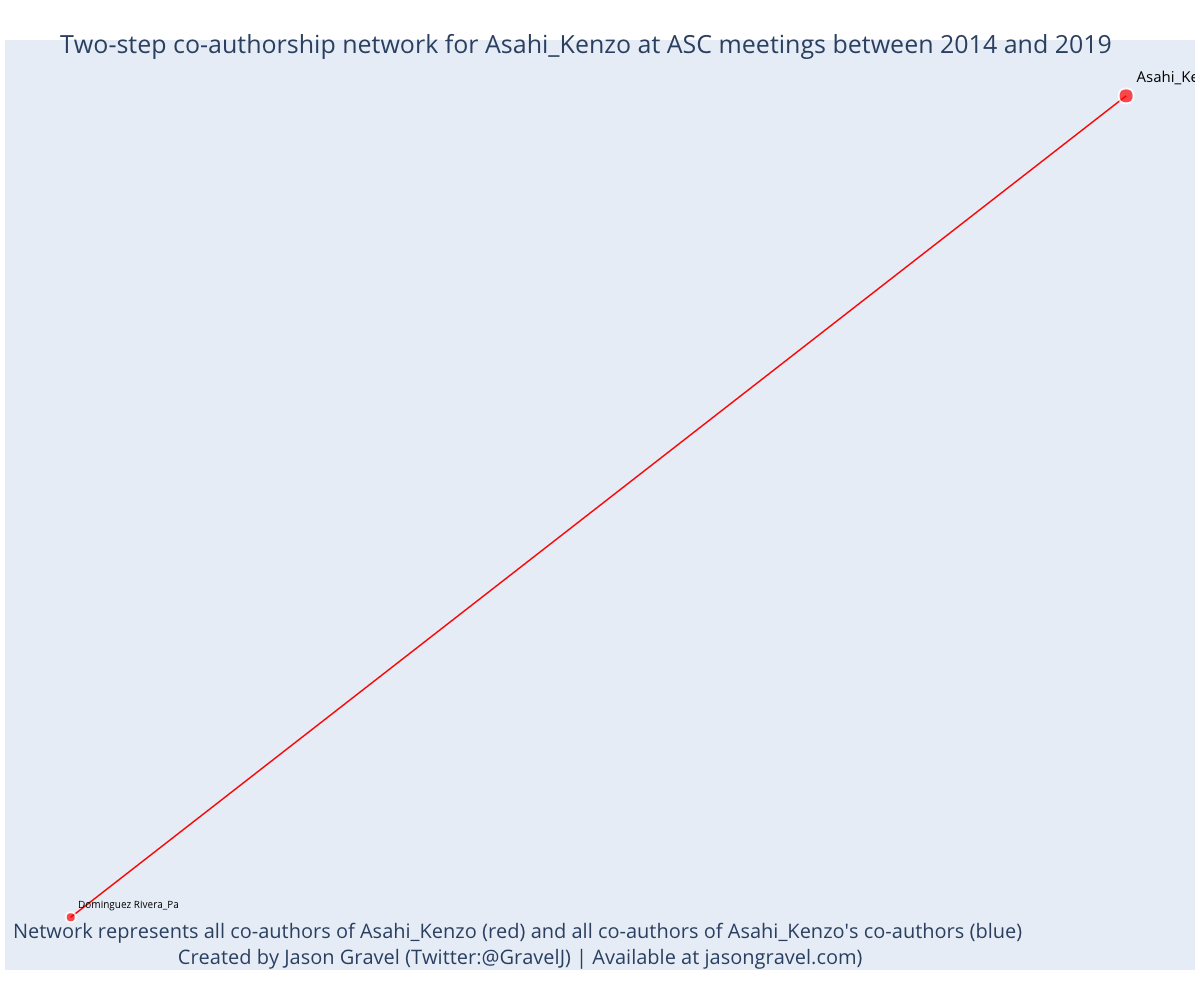 Two-step co-authorship network for Asahi_Kenzo at ASC meetings between 2014 and 2019
Asahi_Ke
Dominguez Rivera_Pa
Network represents all co-authors of Asahi_Kenzo (red) and all co-authors of Asahi_Kenzo's co-authors (blue)
Created by Jason Gravel (Twitter:@GravelJ) | Available at jasongravel.com)